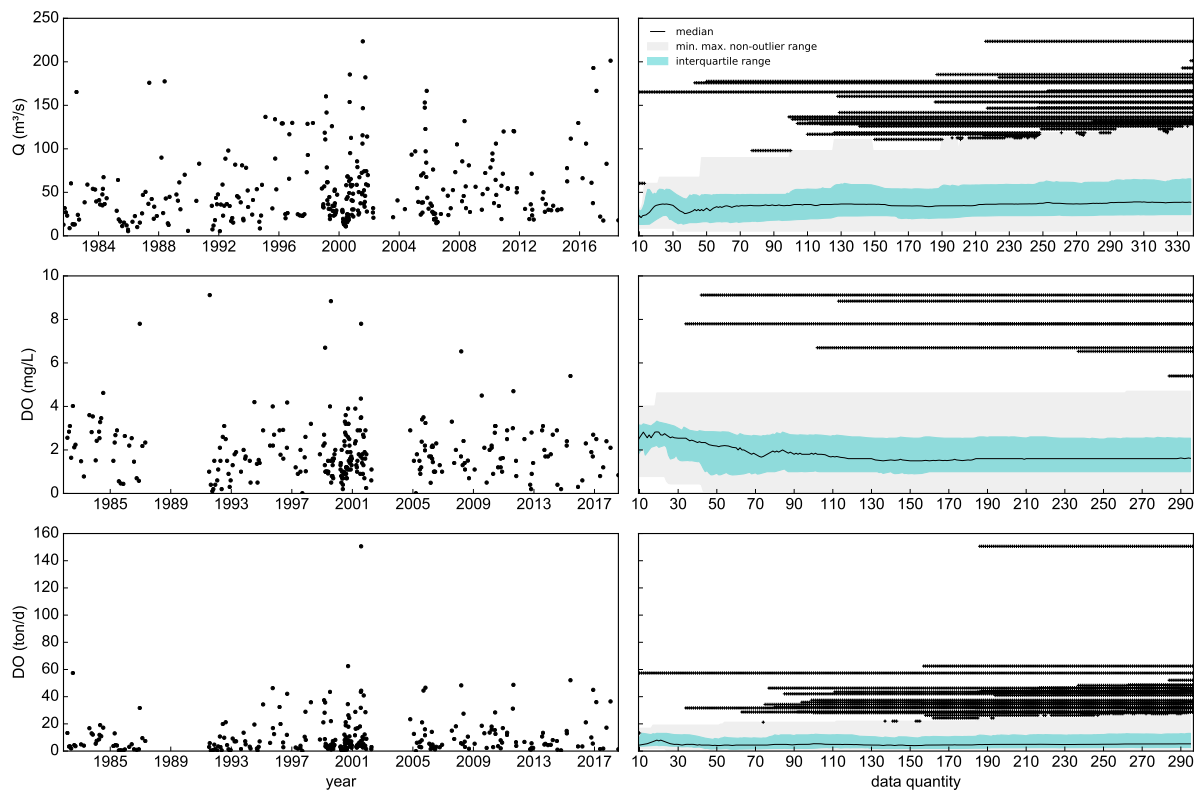 250
200
150
100
50
0
Q (m³/s)
1984 1988 1992 1996 2000 2004 2008 2012 2016
median
min. max. non-outlier range
interquartile range
10 30 50 70 90 110 130 150 170 190 210 230 250 270 290 310 330
10
8
6
4
2
0
DO (mg/L)
1985 1989 1993 1997 2001 2005 2009 2013 2017
10 30 50 70 90 110 130 150 170 190 210 230 250 270 290
160
140
120
100
80
60
40
20
0
DO (ton/d)
1985 1989 1993 1997 2001 2005 2009 2013 2017
year
10 30 50 70 90 110 130 150 170 190 210 230 250 270 290
data quantity